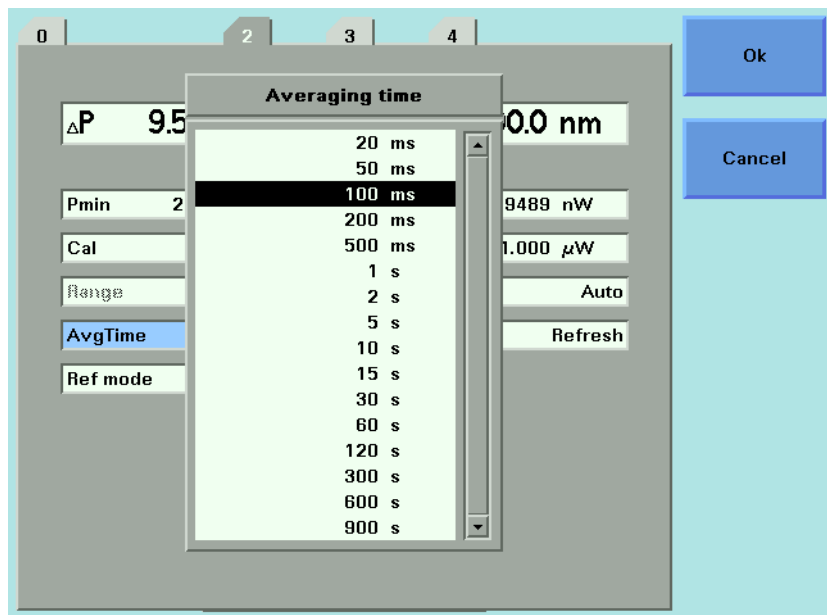 0 2 3 4
Ok
Averaging time
ΔP 9.5 0.0 nm
20 ms
50 ms
Cancel
100 ms
Pmin 2 9489 nW
200 ms
Cal 500 ms 1.000 µW
1 s
Range 2 s Auto
5 s
AvgTime Refresh
10 s
Ref mode 15 s
30 s
60 s
120 s
300 s
600 s
900 s